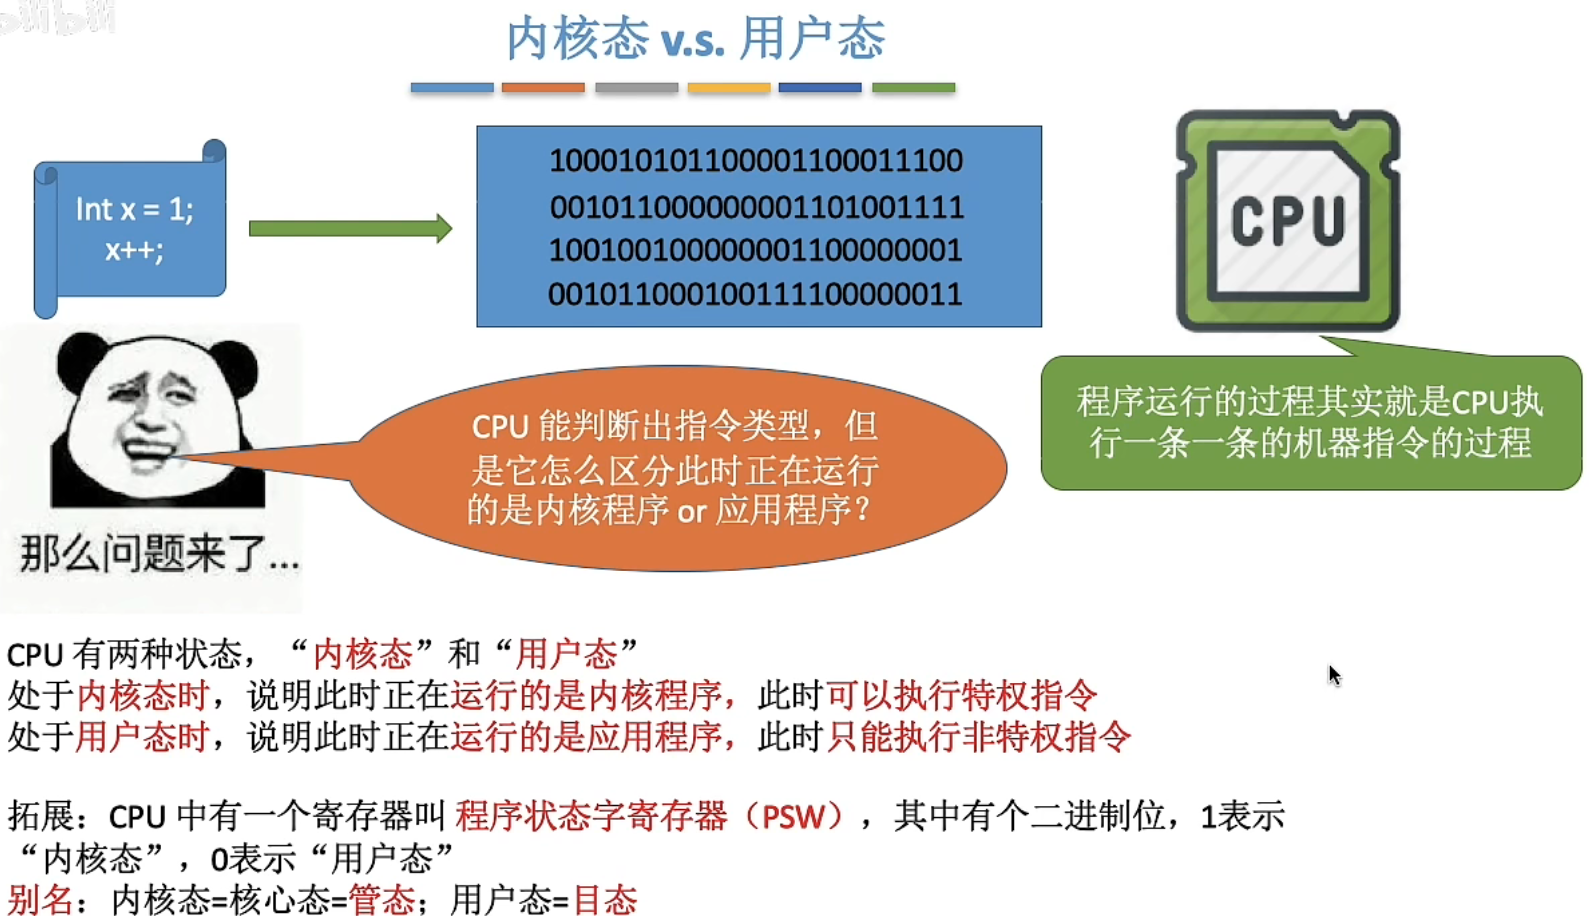 bilibili
内核态 v.s. 用户态
Int x = 1;
x++;
100010101100001100011100
001011000000001101001111
100100100000001100000001
001011000100111100000011
CPU
程序运行的过程其实就是CPU执
行一条一条的机器指令的过程
CPU 能判断出指令类型，但
是它怎么区分此时正在运行
的是内核程序 or 应用程序？
那么问题来了...
CPU 有两种状态，“内核态”和“用户态”
处于内核态时，说明此时正在运行的是内核程序，此时可以执行特权指令
处于用户态时，说明此时正在运行的是应用程序，此时只能执行非特权指令
拓展：CPU 中有一个寄存器叫 程序状态字寄存器（PSW），其中有个二进制位，1表示
“内核态”，0表示“用户态”
别名：内核态=核心态=管态；用户态=目态